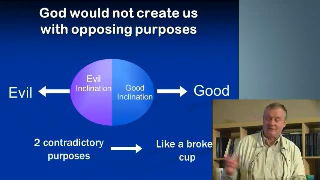 God would not create us
with opposing purposes
Evil
Inclination
Good
Inclination
Evil
Good
2 contradictory
purposes
Like a broke
cup